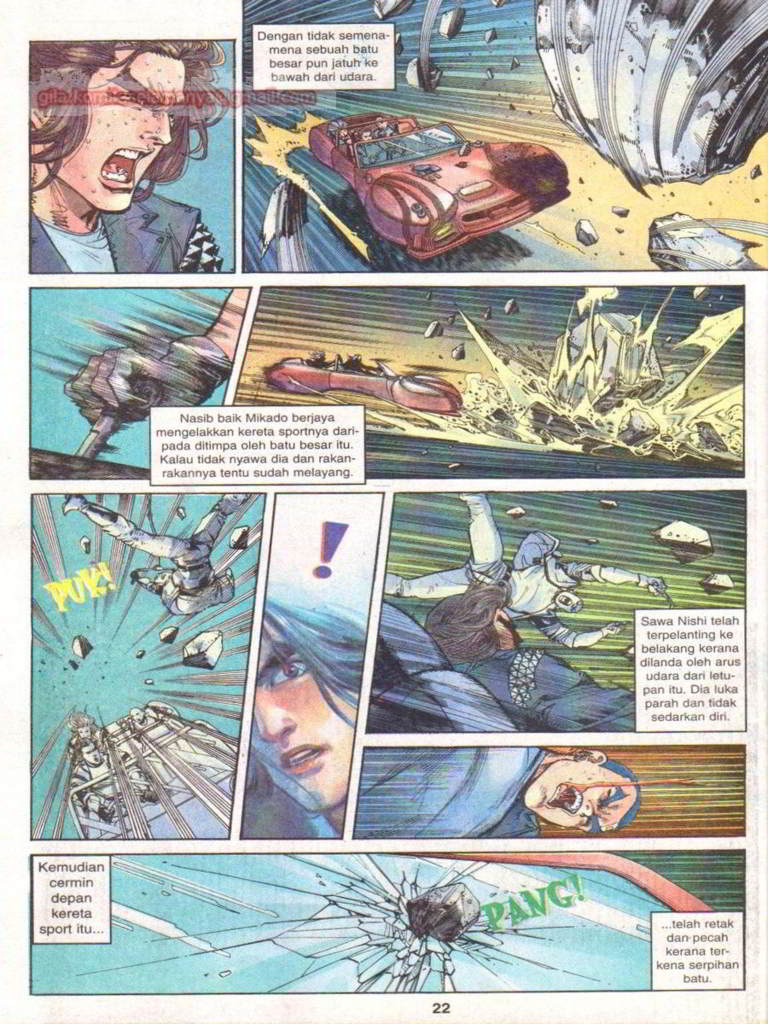 Dengan tidak semena-
mena sebuah batu
besar pun jatuh ke
bawah dari udara.
Nasib baik Mikado berjaya
mengelakkan kereta sportnya dari-
pada ditimpa oleh batu besar itu.
Kalau tidak nyawa dia dan rakan-
rakannya tentu sudah melayang.
PUK!
!
Sawa Nishi telah
terpelanting ke
belakang kerana
dilanda oleh arus
udara dari letu-
pan itu. Dia luka
parah dan tidak
sedarkan diri.
Kemudian
cermin
depan
kereta
sport itu...
PANG!
...telah retak
dan pecah
kerana ter-
kena serpihan
batu.
22